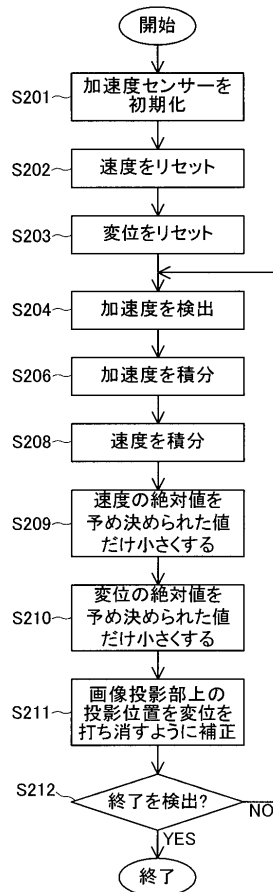 開始
S201
加速度センサーを
初期化
S202
速度をリセット
S203
変位をリセット
S204
加速度を検出
S206
加速度を積分
S208
速度を積分
S209
速度の絶対値を
予め決められた値
だけ小さくする
S210
変位の絶対値を
予め決められた値
だけ小さくする
S211
画像投影部上の
投影位置を変位を
打ち消すように補正
S212
終了を検出?
NO
YES
終了